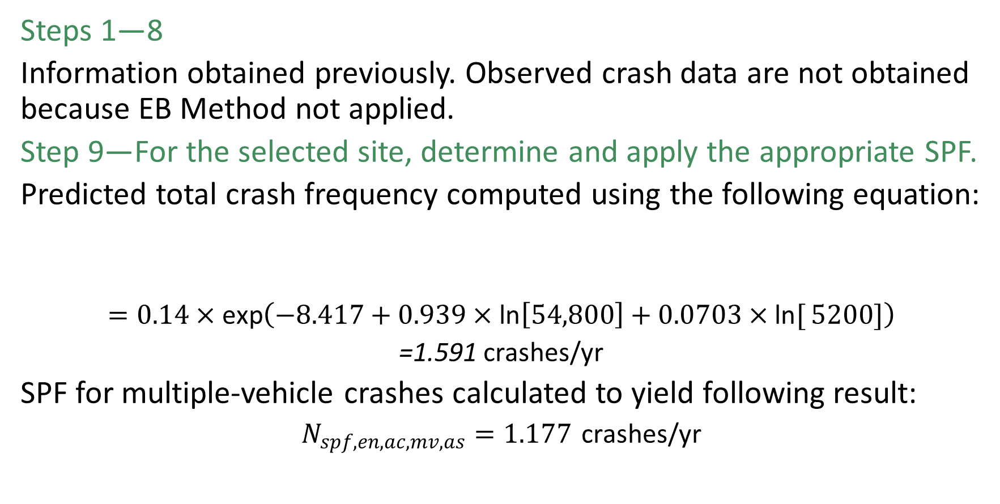 Steps 1—8
Information obtained previously. Observed crash data are not obtained
because EB Method not applied.
Step 9—For the selected site, determine and apply the appropriate SPF.
Predicted total crash frequency computed using the following equation:
= 0.14 × exp(−8.417 + 0.939 × ln[54,800] + 0.0703 × ln[ 5200])
=1.591 crashes/yr
SPF for multiple-vehicle crashes calculated to yield following result:
N_{spf,en,ac,mv,as} = 1.177 crashes/yr